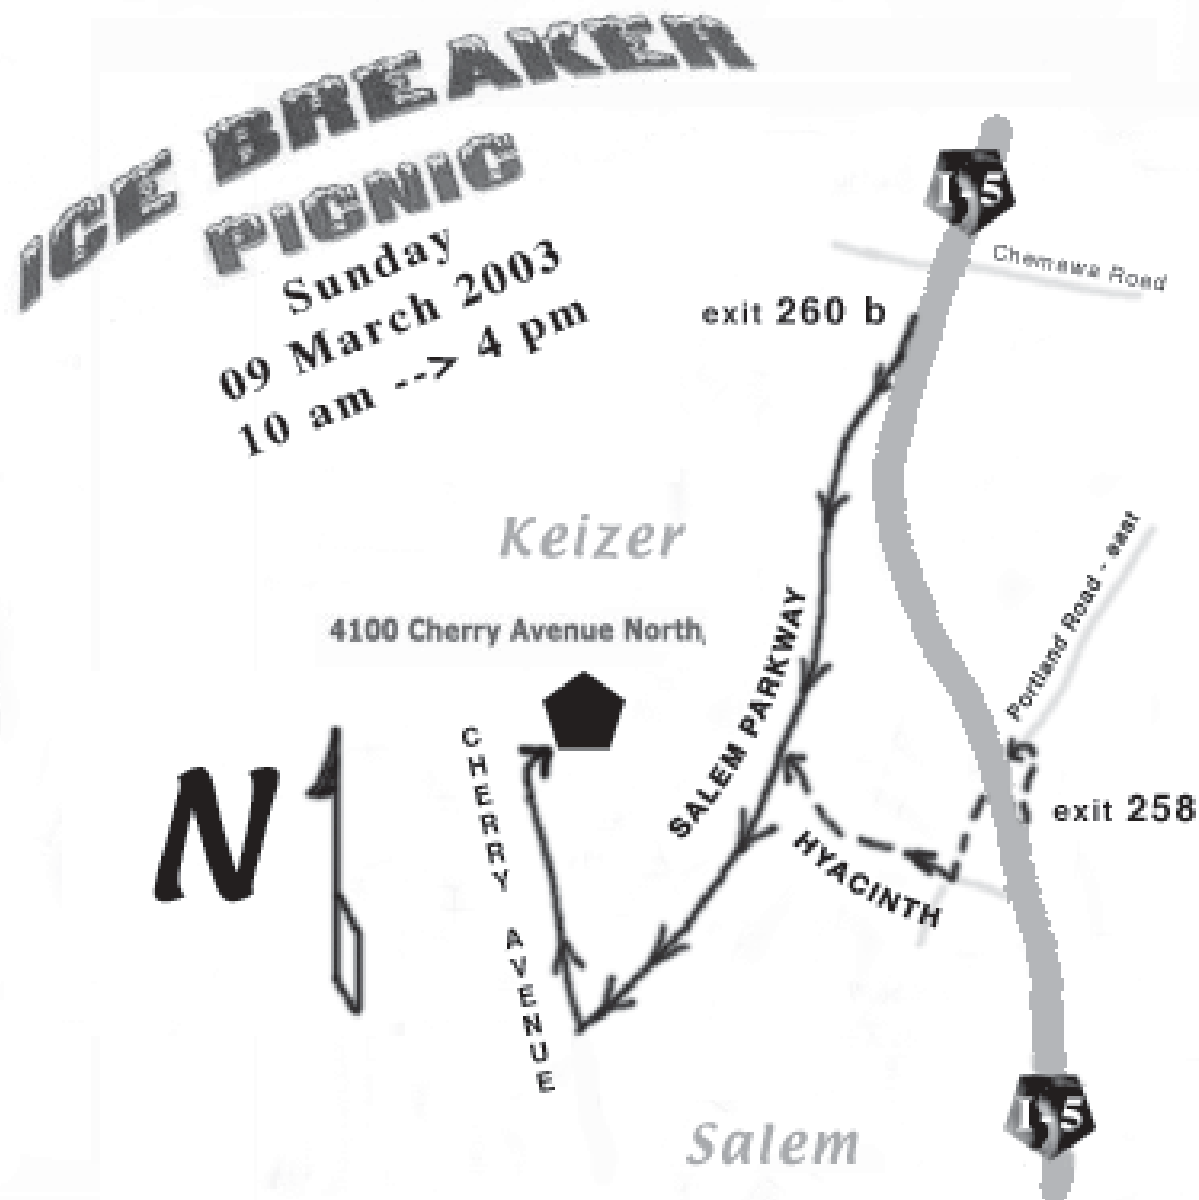 ICE BREAKER
PICNIC
Sunday
09 March 2003
10 am --> 4 pm
I-5
Chemawa Road
exit 260 b
Keizer
Portland Road - east
4100 Cherry Avenue North,
SALEM PARKWAY
CHERRY AVENUE
N
exit 258
HYACINTH
I-5
Salem